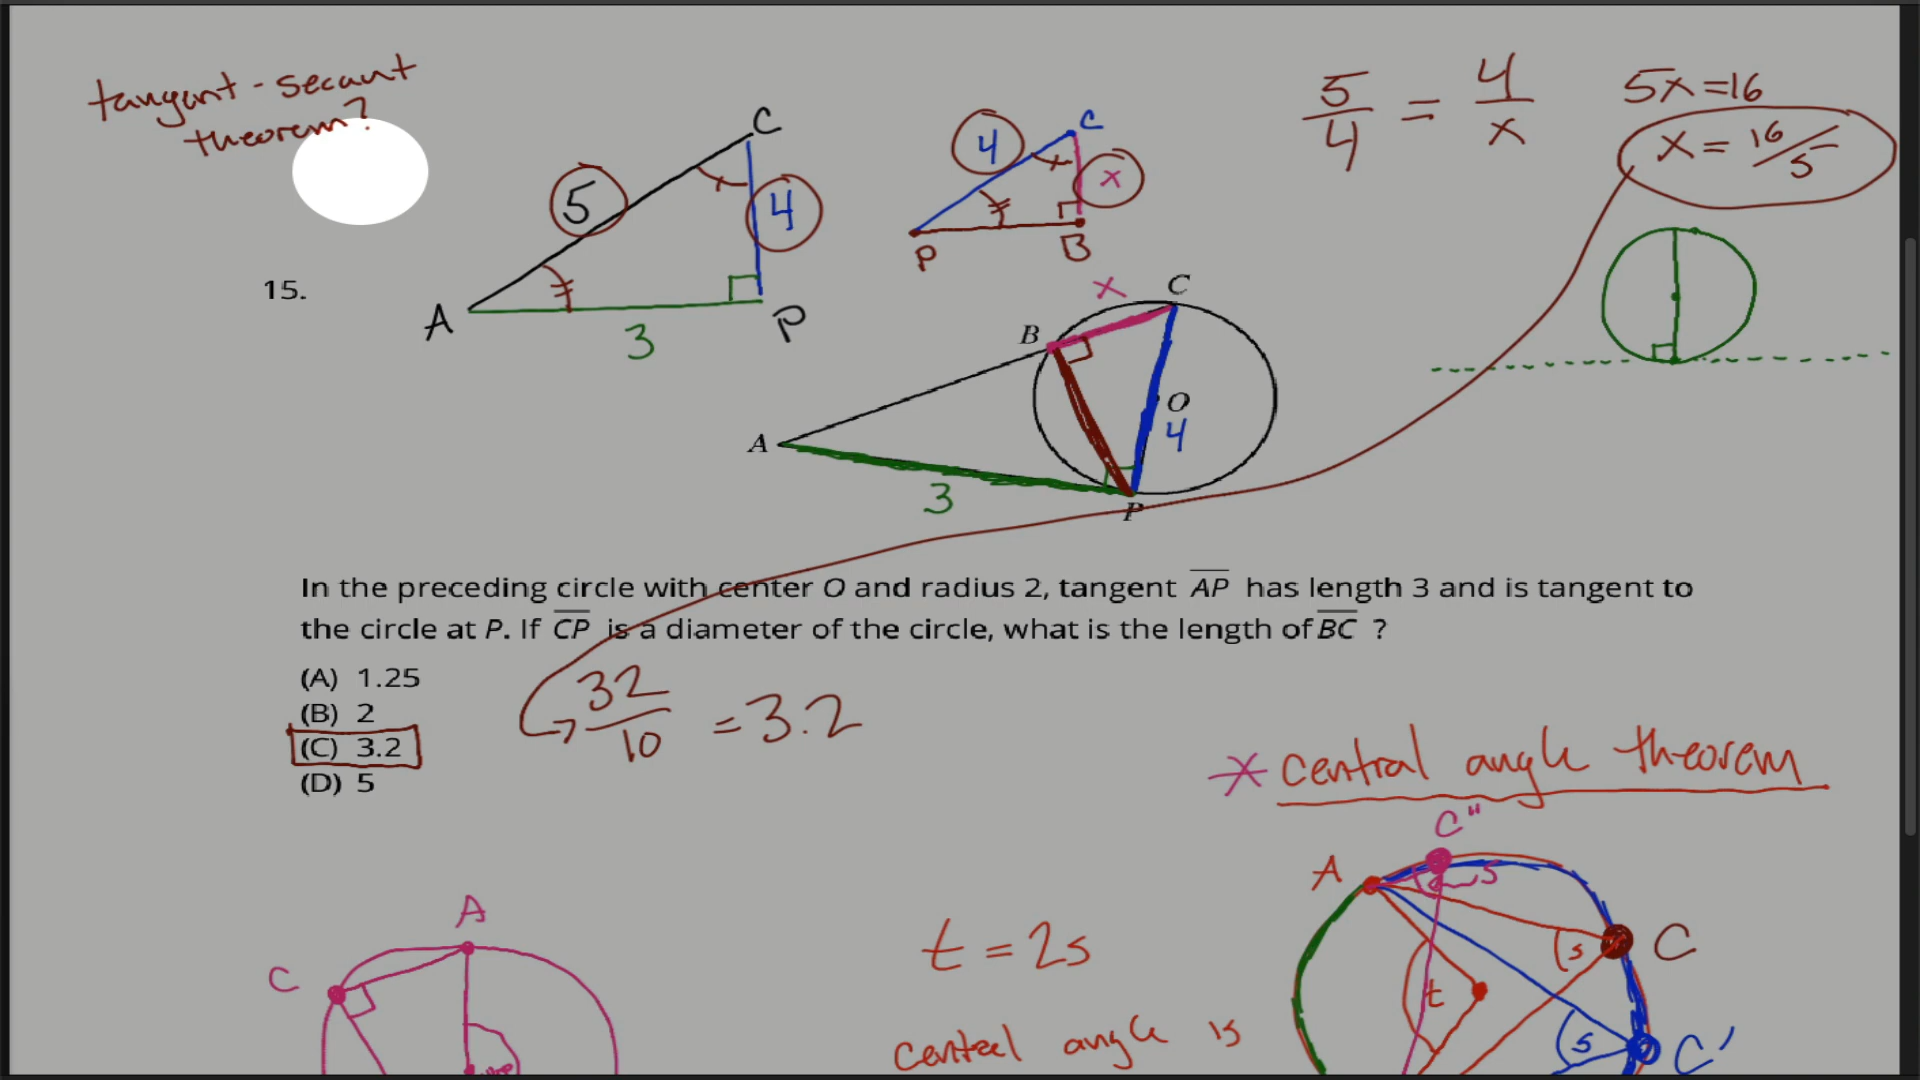 tangent - secant
theorem?
C
5
4
A
3
P
4
C
x
P
B
5/4 = 4/x
5x=16
x = 16/5
15.
x
C
B
O
4
A
3
P
In the preceding circle with center O and radius 2, tangent AP has length 3 and is tangent to
the circle at P. If CP is a diameter of the circle, what is the length of BC ?
(A) 1.25
(B) 2
(C) 3.2
(D) 5
32/10 = 3.2
* central angle theorem
C"
A
s
t = 2s
s
C
t
A
C
central angle is
s
C'